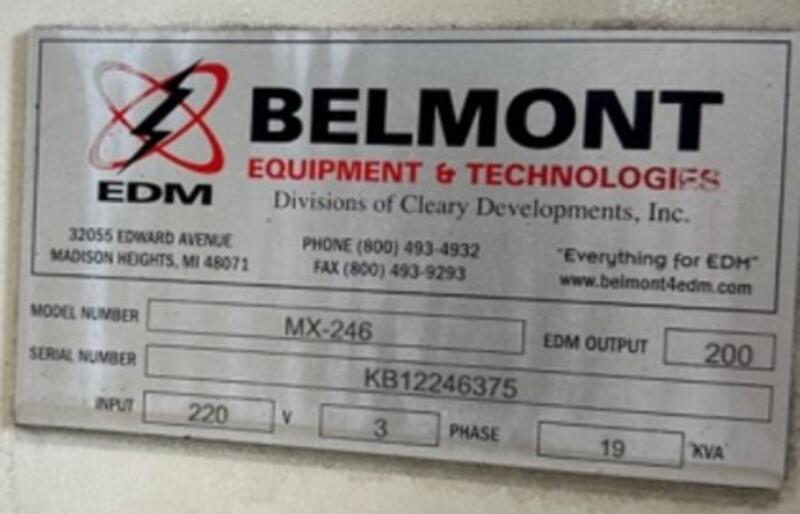 BELMONT
EDM
EQUIPMENT & TECHNOLOGIES
Divisions of Cleary Developments, Inc.
32055 EDWARD AVENUE
MADISON HEIGHTS, MI 48071
PHONE (800) 493-4932
FAX (800) 493-9293
"Everything for EDM"
www.belmont4edm.com
MODEL NUMBER MX-246 EDM OUTPUT 200
SERIAL NUMBER KB12246375
INPUT 220 V 3 PHASE 19 KVA